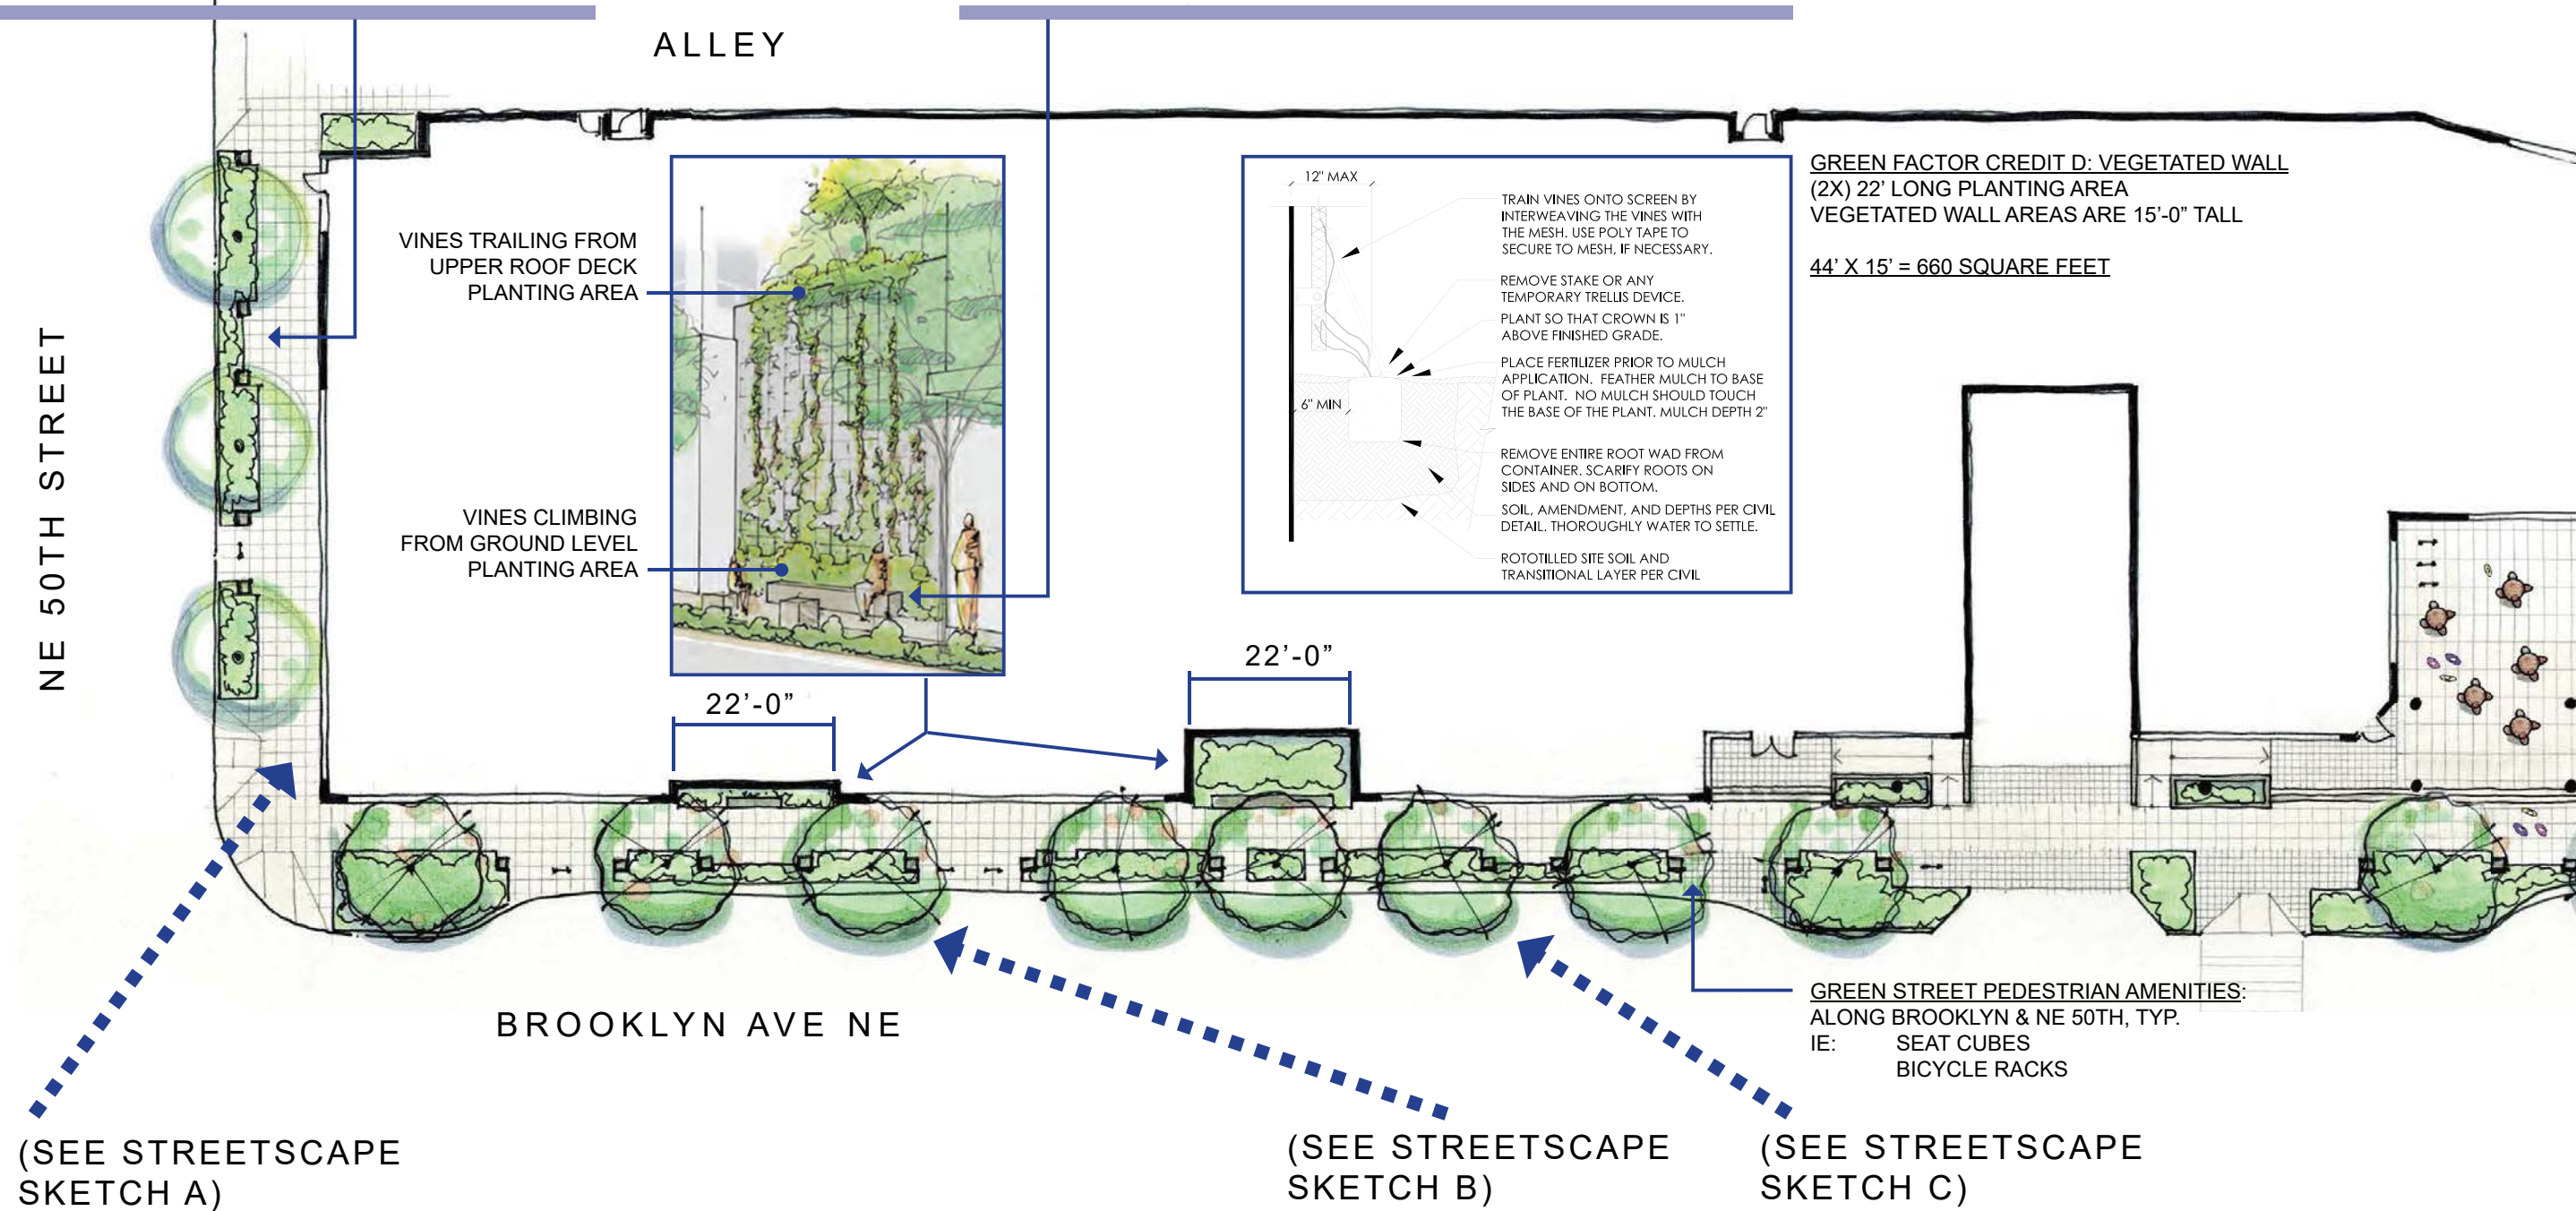 ALLEY
NE 50TH STREET
VINES TRAILING FROM
UPPER ROOF DECK
PLANTING AREA
VINES CLIMBING
FROM GROUND LEVEL
PLANTING AREA
12" MAX
6" MIN
TRAIN VINES ONTO SCREEN BY
INTERWEAVING THE VINES WITH
THE MESH. USE POLY TAPE TO
SECURE TO MESH, IF NECESSARY.
REMOVE STAKE OR ANY
TEMPORARY TRELLIS DEVICE.
PLANT SO THAT CROWN IS 1"
ABOVE FINISHED GRADE.
PLACE FERTILIZER PRIOR TO MULCH
APPLICATION. FEATHER MULCH TO BASE
OF PLANT. NO MULCH SHOULD TOUCH
THE BASE OF THE PLANT. MULCH DEPTH 2"
REMOVE ENTIRE ROOT WAD FROM
CONTAINER. SCARIFY ROOTS ON
SIDES AND ON BOTTOM.
SOIL, AMENDMENT, AND DEPTHS PER CIVIL
DETAIL. THOROUGHLY WATER TO SETTLE.
ROTOTILLED SITE SOIL AND
TRANSITIONAL LAYER PER CIVIL
GREEN FACTOR CREDIT D: VEGETATED WALL
(2X) 22’ LONG PLANTING AREA
VEGETATED WALL AREAS ARE 15’-0” TALL
44’ X 15’ = 660 SQUARE FEET
22’-0”
22’-0”
BROOKLYN AVE NE
GREEN STREET PEDESTRIAN AMENITIES:
ALONG BROOKLYN & NE 50TH, TYP.
IE: SEAT CUBES
BICYCLE RACKS
(SEE STREETSCAPE
SKETCH A)
(SEE STREETSCAPE
SKETCH B)
(SEE STREETSCAPE
SKETCH C)